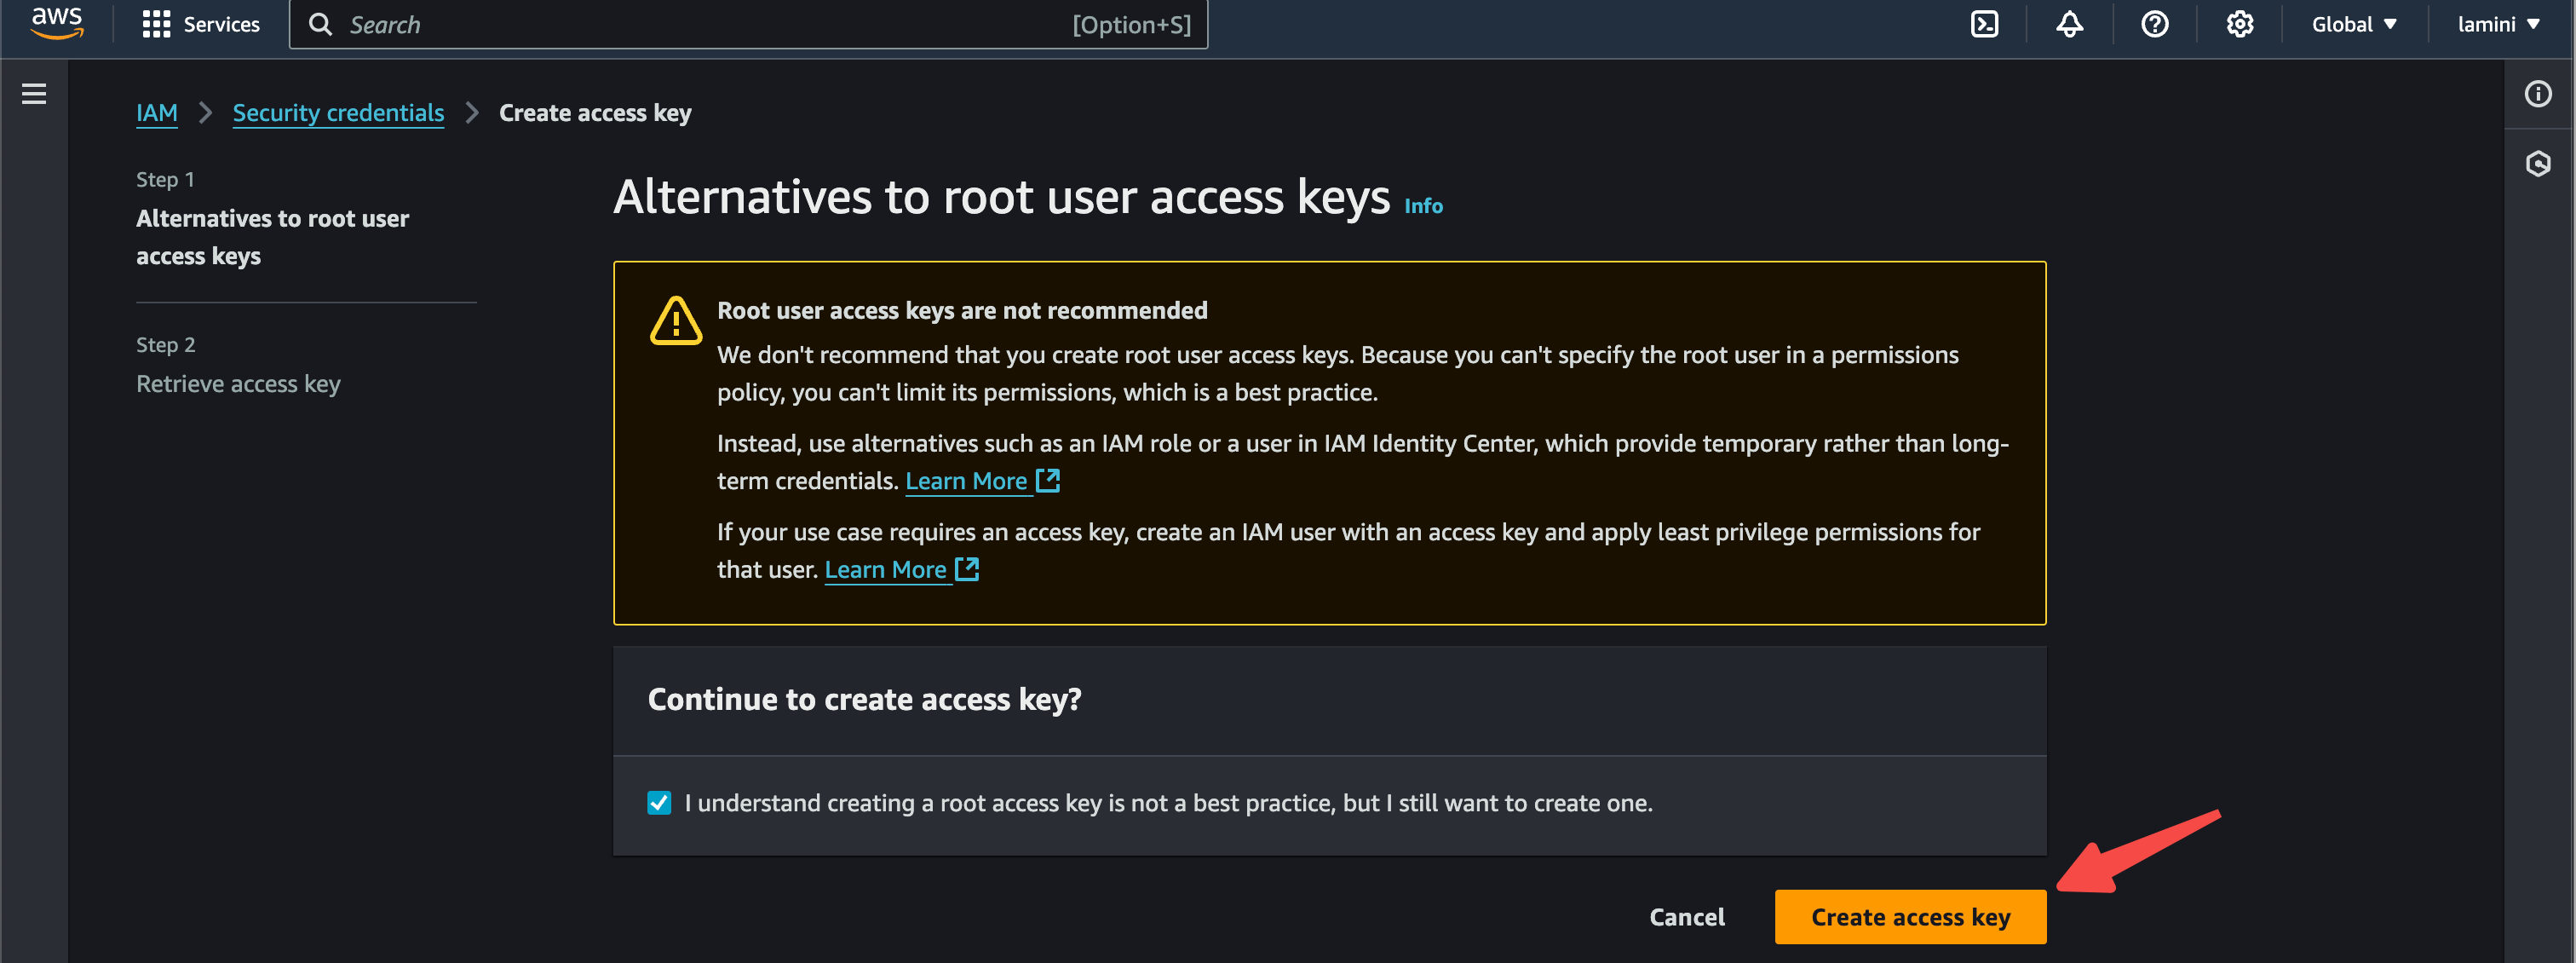 aws
Services
Search
[Option+S]
Global
lamini
IAM > Security credentials > Create access key
Step 1
Alternatives to root user
access keys
Step 2
Retrieve access key
Alternatives to root user access keys Info
Root user access keys are not recommended
We don't recommend that you create root user access keys. Because you can't specify the root user in a permissions
policy, you can't limit its permissions, which is a best practice.
Instead, use alternatives such as an IAM role or a user in IAM Identity Center, which provide temporary rather than long-
term credentials. Learn More
If your use case requires an access key, create an IAM user with an access key and apply least privilege permissions for
that user. Learn More
Continue to create access key?
I understand creating a root access key is not a best practice, but I still want to create one.
Cancel
Create access key